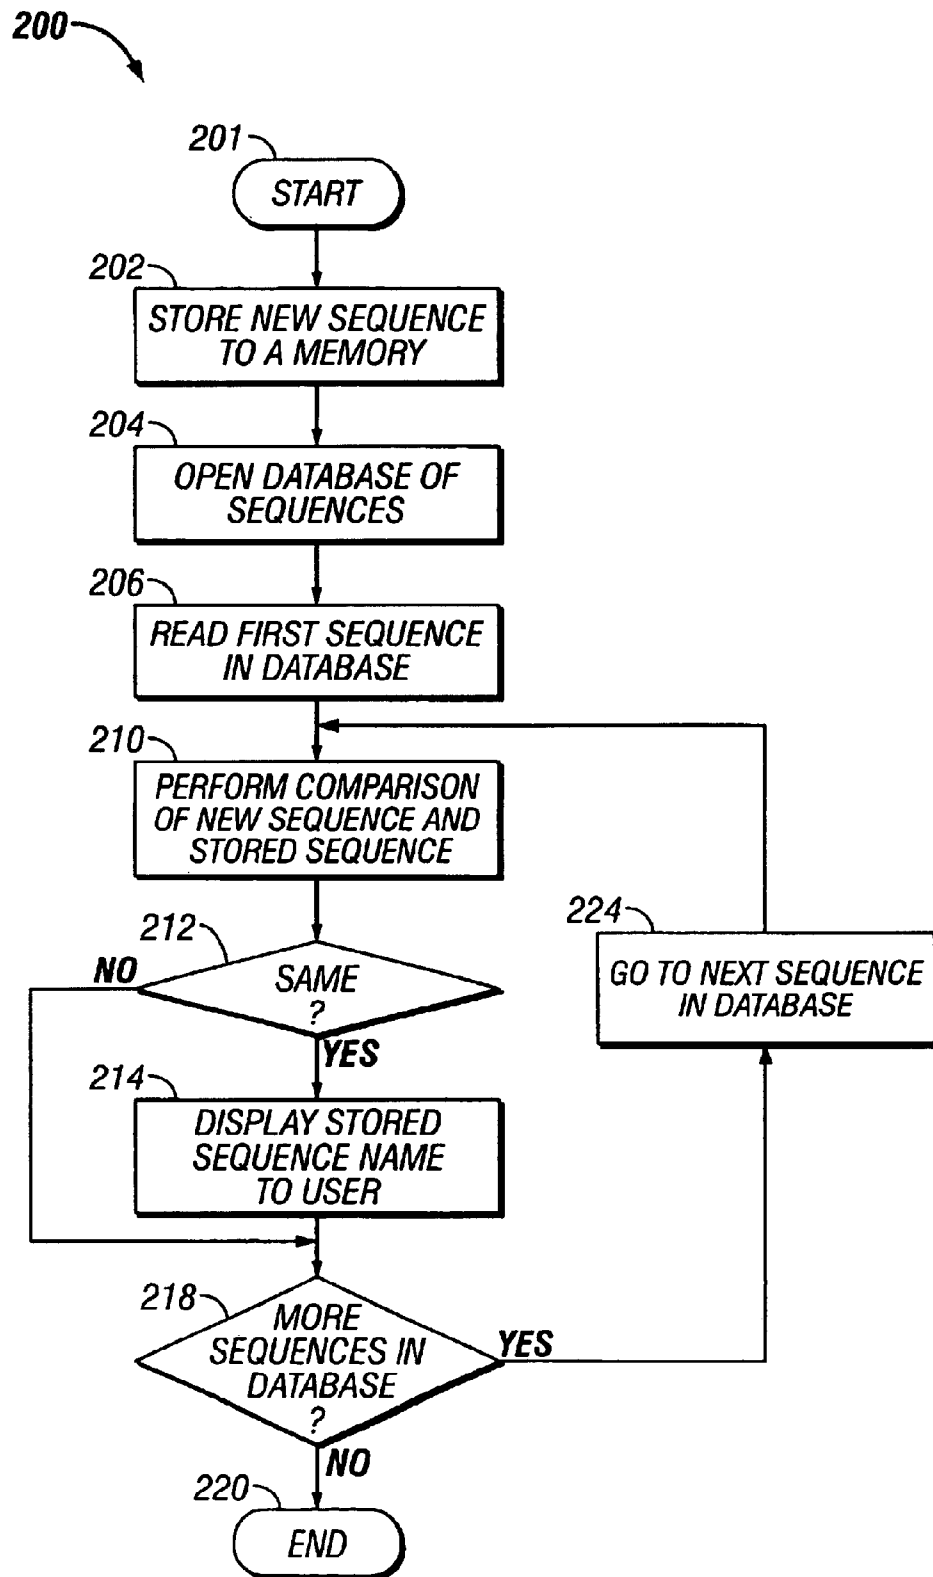 200
201
START
202
STORE NEW SEQUENCE
TO A MEMORY
204
OPEN DATABASE OF
SEQUENCES
206
READ FIRST SEQUENCE
IN DATABASE
210
PERFORM COMPARISON
OF NEW SEQUENCE AND
STORED SEQUENCE
224
GO TO NEXT SEQUENCE
IN DATABASE
212
NO
SAME
?
YES
214
DISPLAY STORED
SEQUENCE NAME
TO USER
218
MORE
SEQUENCES IN
DATABASE
?
YES
NO
220
END